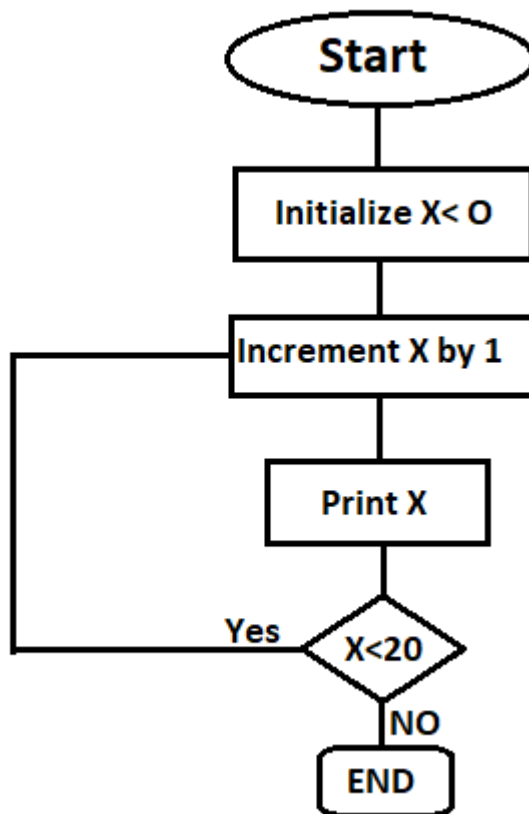 Start
Initialize X< O
Increment X by 1
Print X
Yes
X<20
NO
END